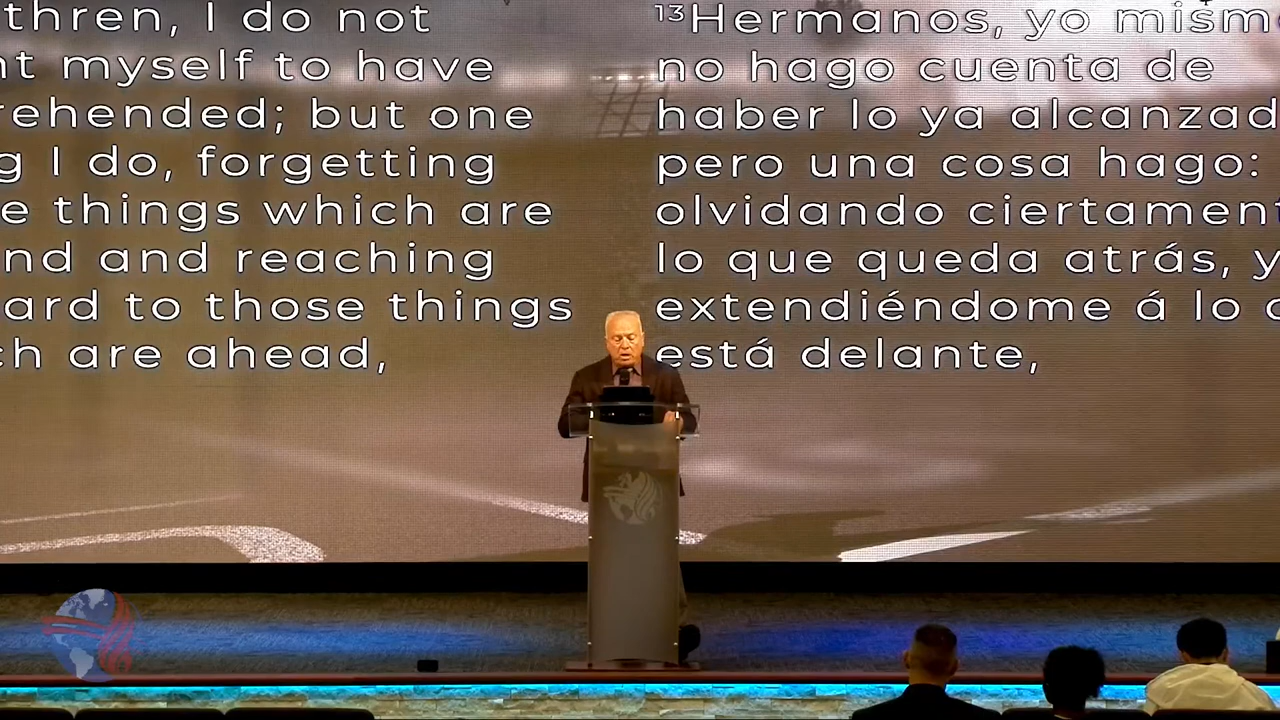 thren, I do not
nt myself to have
rehended; but one
g I do, forgetting
e things which are
nd and reaching
ard to those things
ch are ahead,
13Hermanos, yo mism
no hago cuenta de
haber lo ya alcanzad
pero una cosa hago:
olvidando ciertament
lo que queda atrás, y
extendiéndome á lo q
está delante,